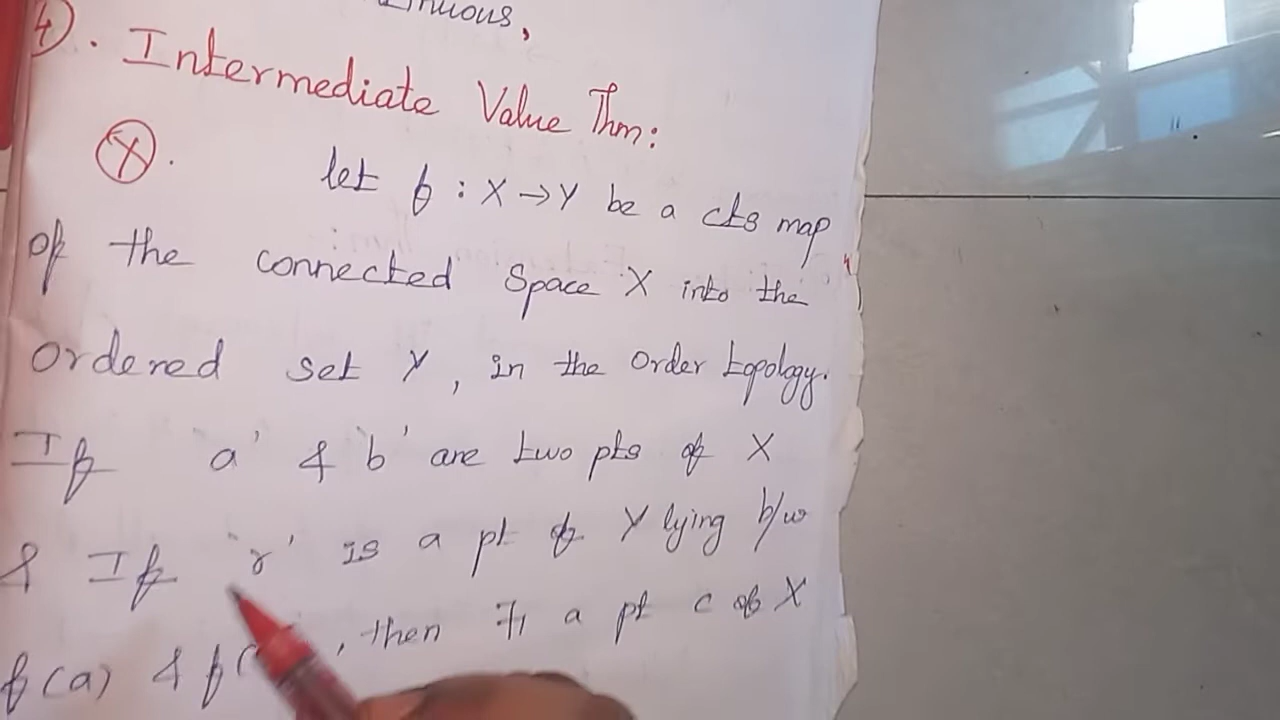 continuous,
4). Intermediate Value Thm:
let f : X → Y be a cts map
of the connected Space X into the
ordered set Y, in the order topology.
If 'a' & 'b' are two pts of X
& If 'r' is a pt of Y lying b/w
f(a) & f( , then ∃ a pt c of X